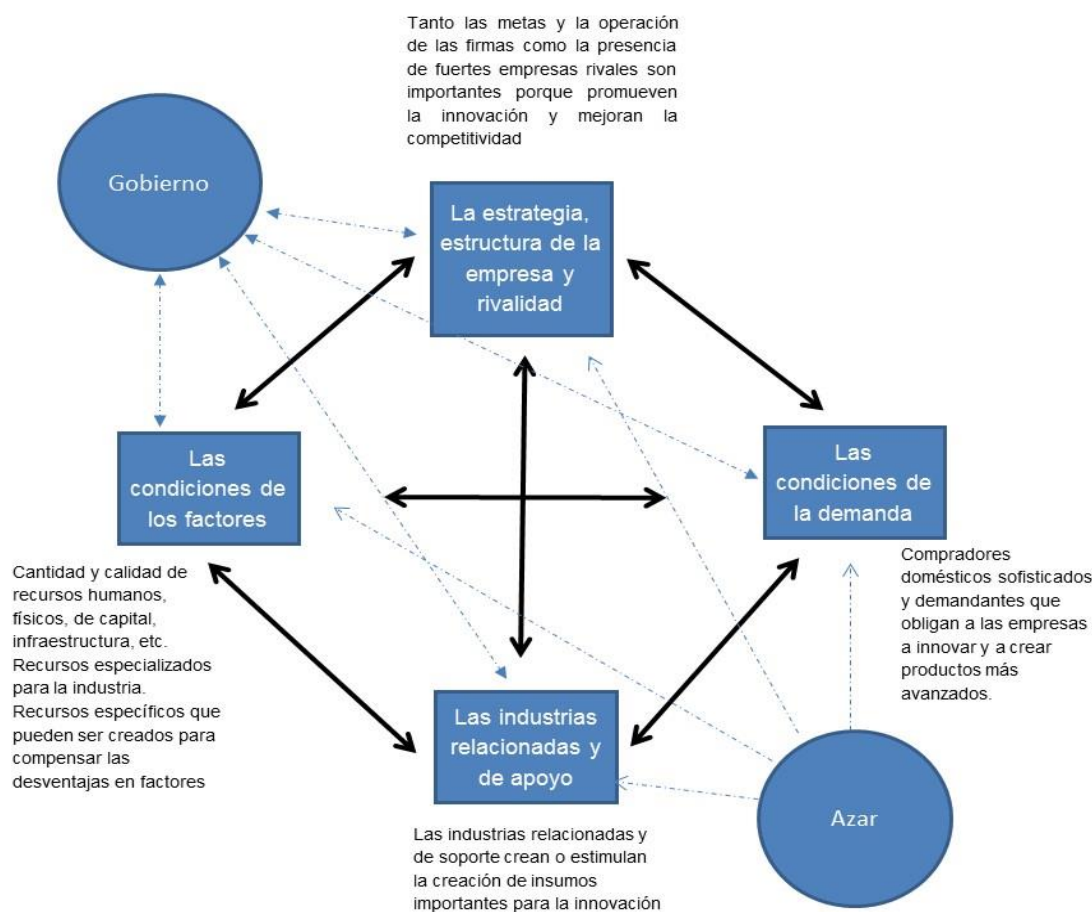 Tanto las metas y la operación
de las firmas como la presencia
de fuertes empresas rivales son
importantes porque promueven
la innovación y mejoran la
competitividad
Gobierno
La estrategia,
estructura de la
empresa y
rivalidad
Las
condiciones de
los factores
Las
condiciones de
la demanda
Cantidad y calidad de
recursos humanos,
físicos, de capital,
infraestructura, etc.
Recursos especializados
para la industria.
Recursos específicos que
pueden ser creados para
compensar las
desventajas en factores
Compradores
domésticos sofisticados
y demandantes que
obligan a las empresas
a innovar y a crear
productos más
avanzados.
Las industrias
relacionadas y
de apoyo
Azar
Las industrias relacionadas y
de soporte crean o estimulan
la creación de insumos
importantes para la innovación